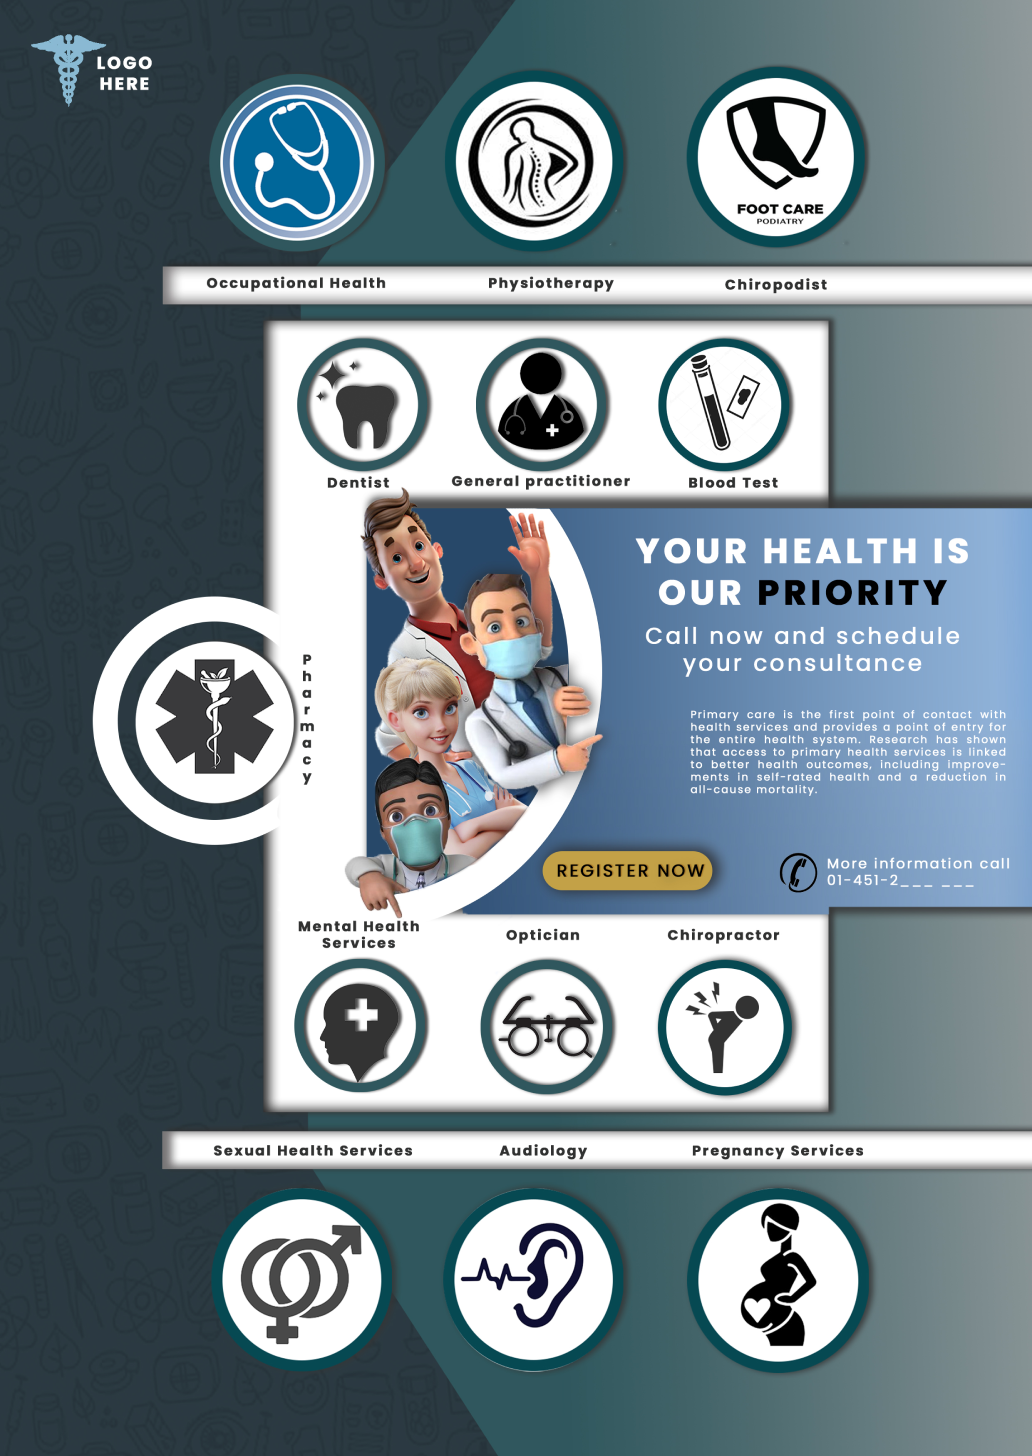 LOGO
HERE
FOOT CARE
PODIATRY
Occupational Health
Physiotherapy
Chiropodist
Dentist
General practitioner
Blood Test
YOUR HEALTH IS
OUR PRIORITY
Call now and schedule
your consultance
Pharmacy
Primary care is the first point of contact with
health services and provides a point of entry for
the entire health system. Research has shown
that access to primary health services is linked
to better health outcomes, including improve-
ments in self-rated health and a reduction in
all-cause mortality.
REGISTER NOW
More information call
01-451-2___ ___
Mental Health
Services
Optician
Chiropractor
Sexual Health Services
Audiology
Pregnancy Services